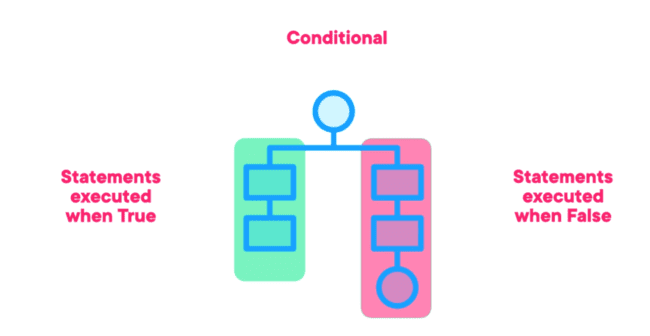 Conditional
Statements
executed
when True
Statements
executed
when False